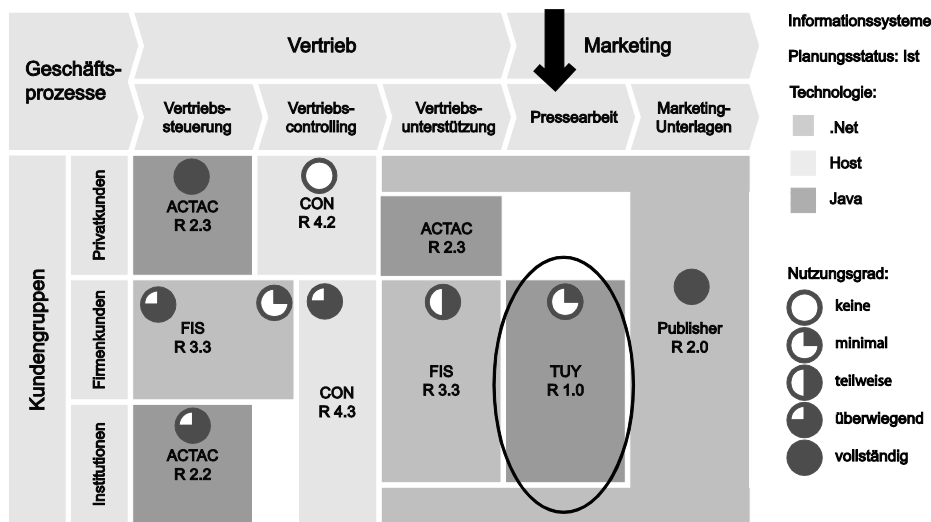 Geschäfts-
prozesse
Vertrieb
Marketing
Vertriebs-
steuerung
Vertriebs-
controlling
Vertriebs-
unterstützung
Pressearbeit
Marketing-
Unterlagen
Kundengruppen
Privatkunden
ACTAC
R 2.3
CON
R 4.2
ACTAC
R 2.3
Firmenkunden
FIS
R 3.3
CON
R 4.3
FIS
R 3.3
TUY
R 1.0
Publisher
R 2.0
Institutionen
ACTAC
R 2.2
Informationssysteme
Planungsstatus: Ist
Technologie:
.Net
Host
Java
Nutzungsgrad:
keine
minimal
teilweise
überwiegend
vollständig